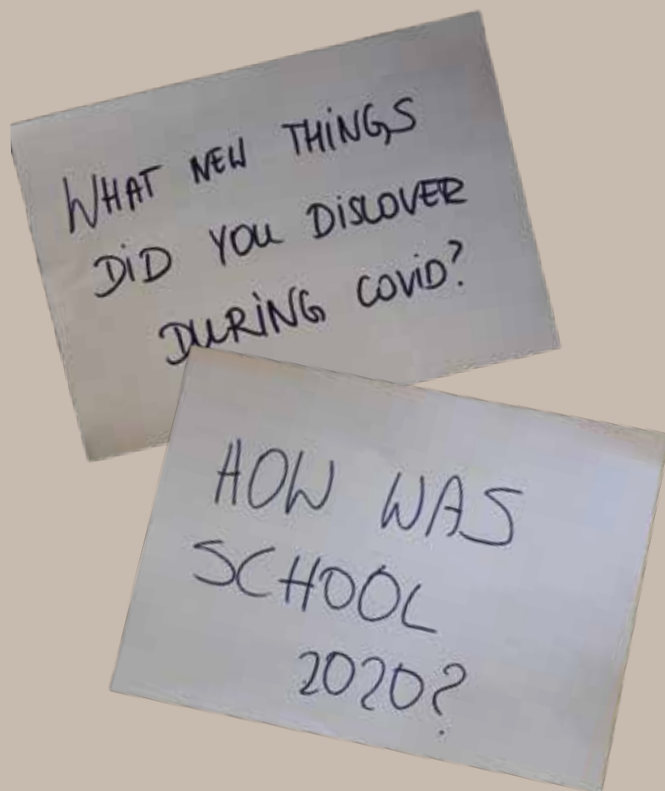 WHAT NEW THINGS
DID YOU DISCOVER
DURING COVID?
HOW WAS
SCHOOL
2020?